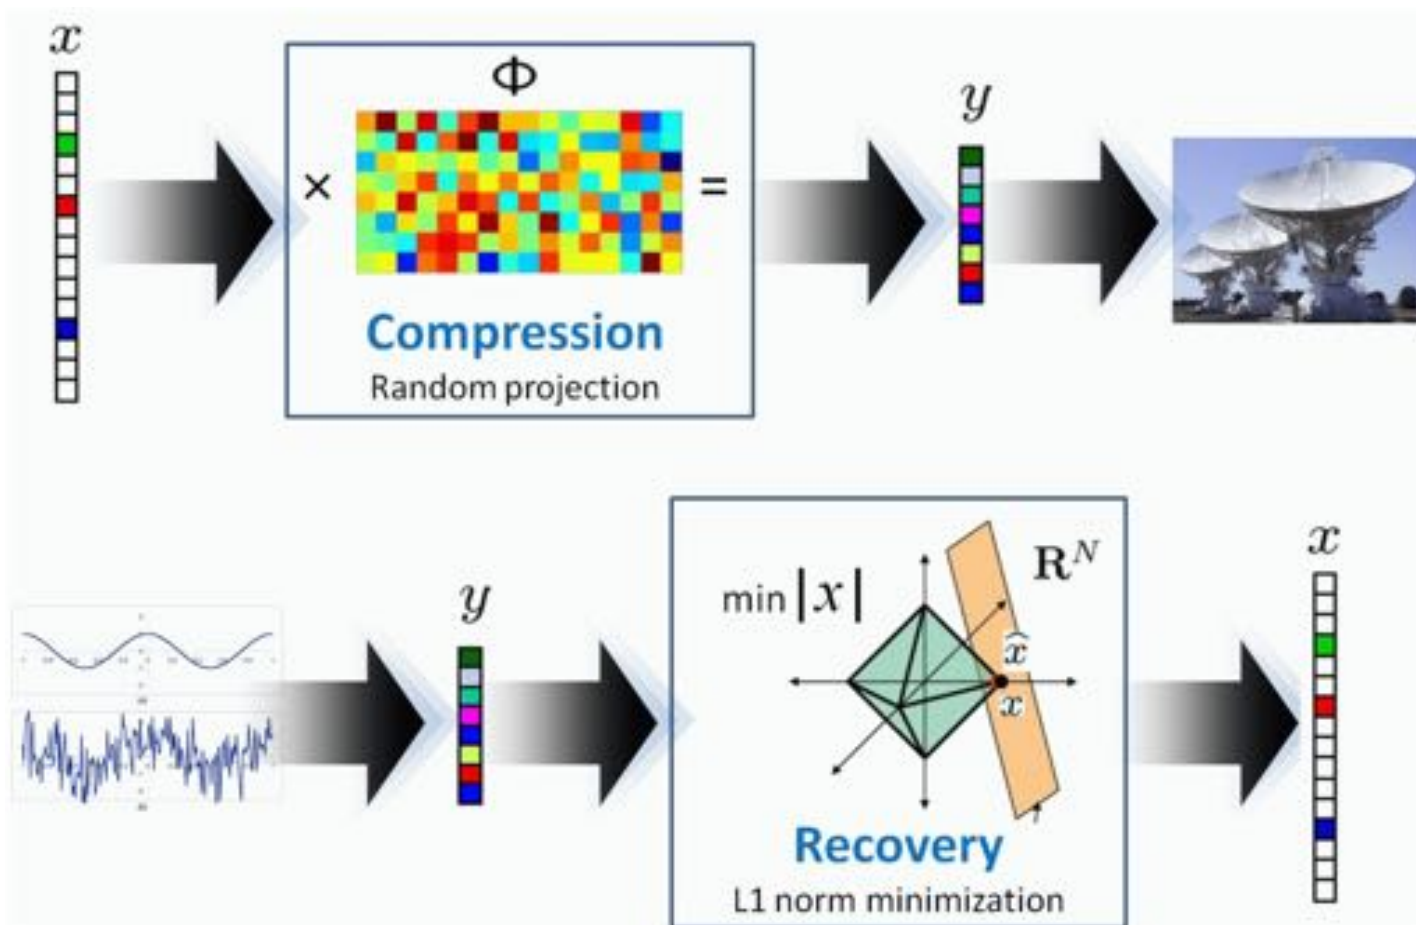 x
Φ
× =
y
Compression
Random projection
y
min |x|
R^N
x̂
x
x
Recovery
L1 norm minimization